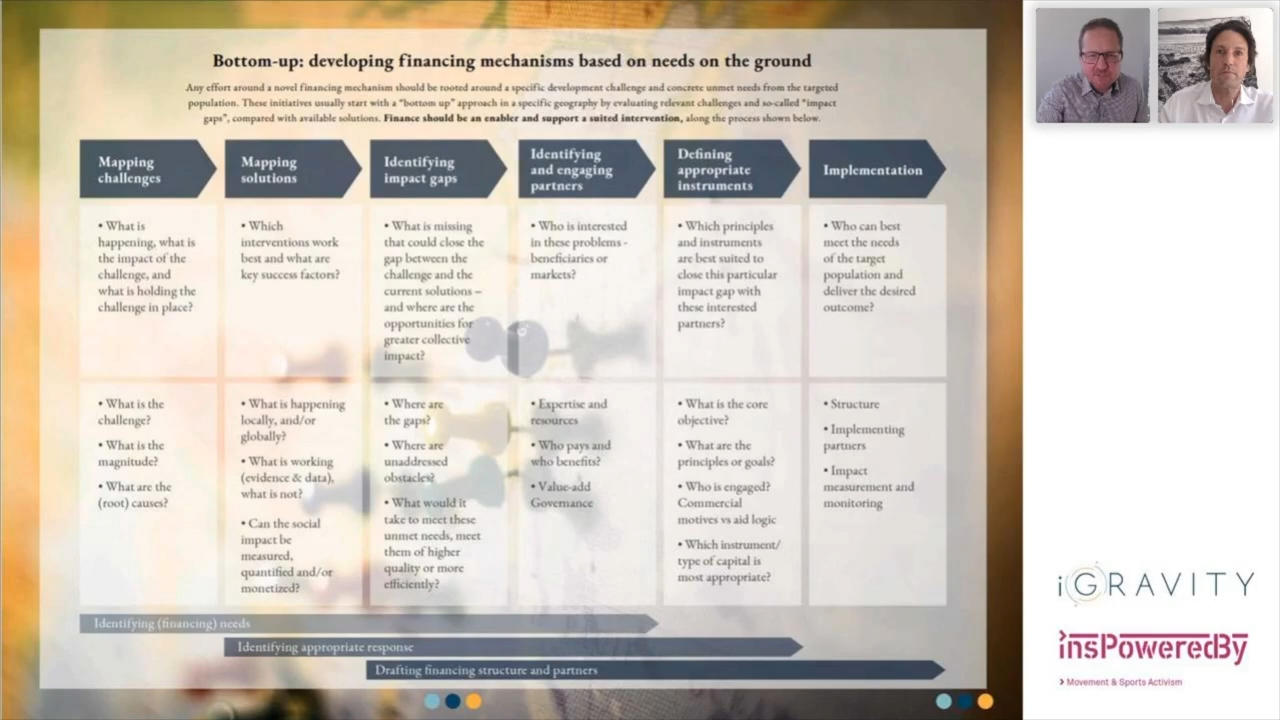 Bottom-up: developing financing mechanisms based on needs on the ground
Any effort around a novel financing mechanism should be rooted around a specific development challenge and concrete unmet needs from the targeted
population. These initiatives usually start with a "bottom up" approach in a specific geography by evaluating relevant challenges and so-called "impact
gaps", compared with available solutions. Finance should be an enabler and support a suited intervention, along the process shown below.
Mapping
challenges
Mapping
solutions
Identifying
impact gaps
Identifying
and engaging
partners
Defining
appropriate
instruments
Implementation
• What is
happening, what is
the impact of the
challenge, and
what is holding the
challenge in place?
• Which
interventions work
best and what are
key success factors?
• What is missing
that could close the
gap between the
challenge and the
current solutions –
and where are the
opportunities for
greater collective
impact?
• Who is interested
in these problems -
beneficiaries or
markets?
• Which principles
and instruments
are best suited to
close this particular
impact gap with
these interested
partners?
• Who can best
meet the needs
of the target
population and
deliver the desired
outcome?
• What is the
challenge?
• What is the
magnitude?
• What are the
(root) causes?
• What is happening
locally, and/or
globally?
• What is working
(evidence & data),
what is not?
• Can the social
impact be
measured,
quantified and/or
monetized?
• Where are
the gaps?
• Where are
unaddressed
obstacles?
• What would it
take to meet these
unmet needs, meet
them of higher
quality or more
efficiently?
• Expertise and
resources
• Who pays and
who benefits?
• Value-add
Governance
• What is the core
objective?
• What are the
principles or goals?
• Who is engaged?
Commercial
motives vs aid logic
• Which instrument/
type of capital is
most appropriate?
• Structure
• Implementing
partners
• Impact
measurement and
monitoring
Identifying (financing) needs
Identifying appropriate response
Drafting financing structure and partners
iGRAVITY
insPoweredBy
› Movement & Sports Activism